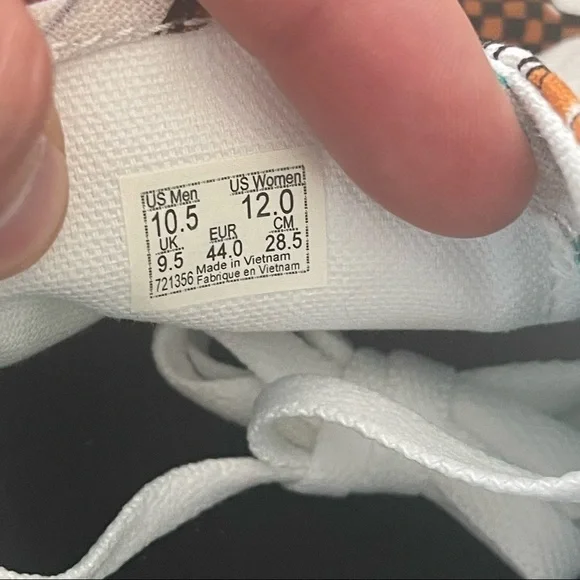 US Men US Women
10.5 12.0
UK EUR CM
9.5 44.0 28.5
Made in Vietnam
721356 Fabrique en Vietnam